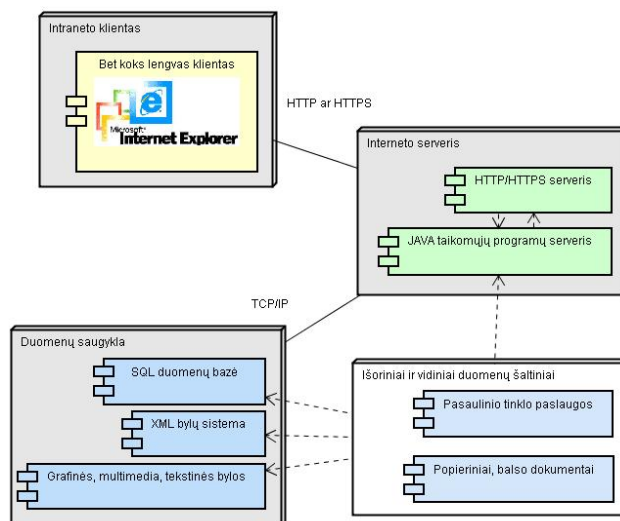 Intraneto klientas
Bet koks lengvas klientas
Microsoft
Internet Explorer
HTTP ar HTTPS
Interneto serveris
HTTP/HTTPS serveris
JAVA taikomųjų programų serveris
TCP/IP
Duomenų saugykla
SQL duomenų bazė
XML bylų sistema
Grafinės, multimedia, tekstinės bylos
Išoriniai ir vidiniai duomenų šaltiniai
Pasaulinio tinklo paslaugos
Popieriniai, balso dokumentai